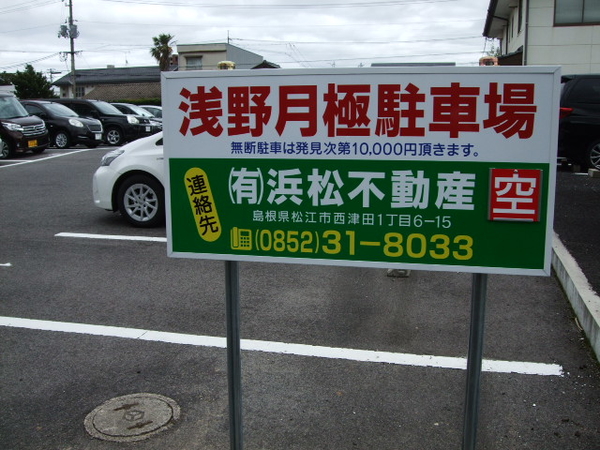 浅野月極駐車場
無断駐車は発見次第10,000円頂きます。
連絡先
(有)浜松不動産
空
島根県松江市西津田1丁目6-15
(0852)31-8033